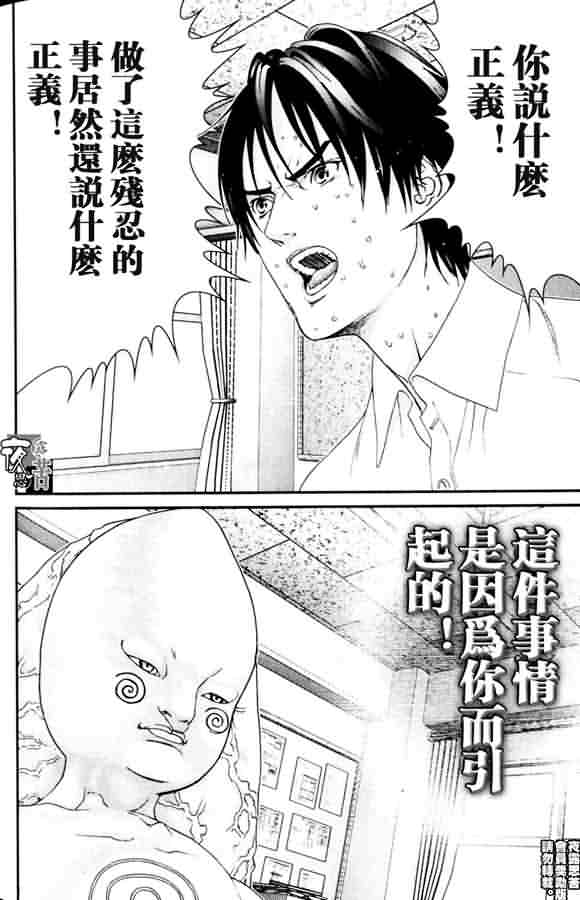 你說什麼
正義！
做了這麼殘忍的
事居然還說什麼
正義！
這件事情
是因爲你而引
起的！